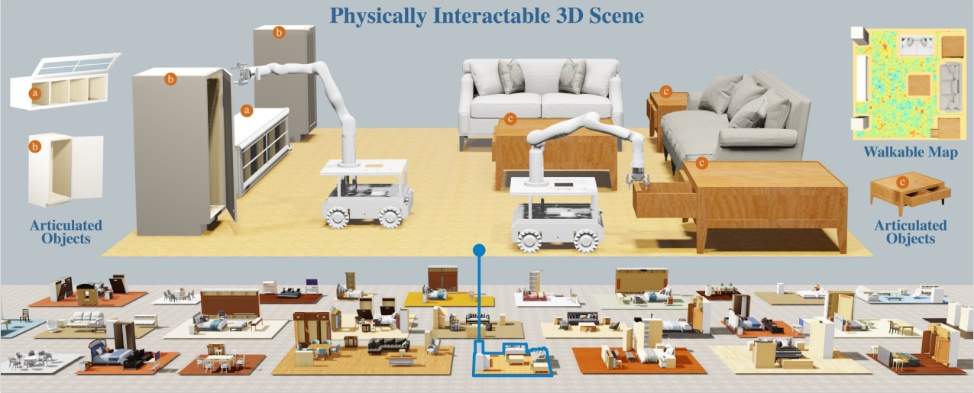 Physically Interactable 3D Scene
b
b
a
a
b
c
c
c
c
Articulated
Objects
Walkable Map
Articulated
Objects